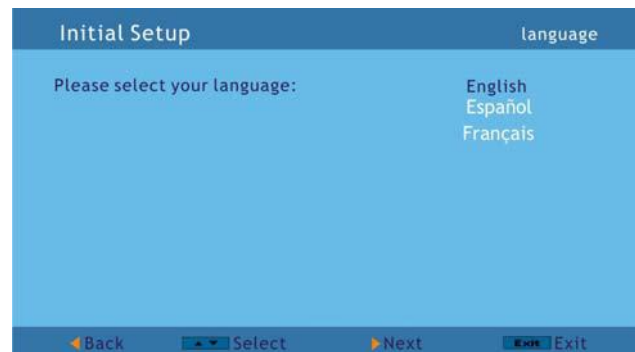 Initial Setup language
Please select your language: English
Español
Français
Back Select Next Exit Exit